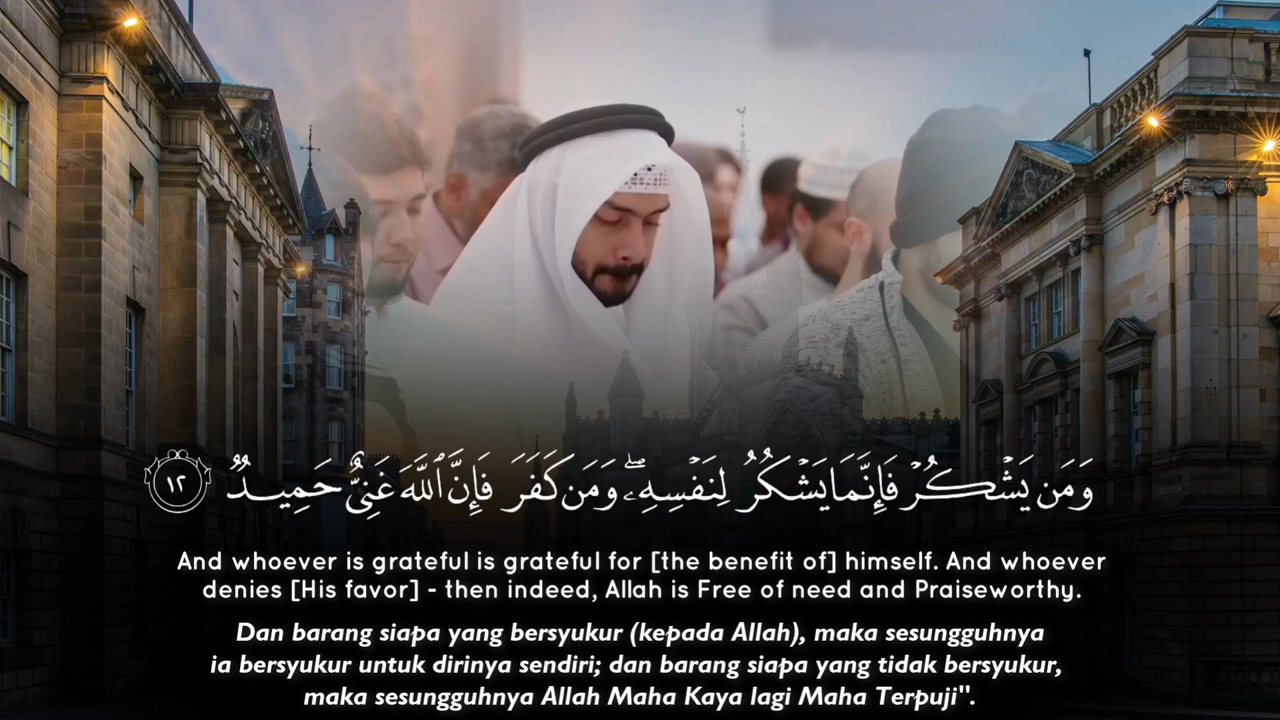 وَمَن يَشْكُرْ فَإِنَّمَا يَشْكُرُ لِنَفْسِهِۦ ۖ وَمَن كَفَرَ فَإِنَّ ٱللَّهَ غَنِىٌّ حَمِيدٌ ١٢
And whoever is grateful is grateful for [the benefit of] himself. And whoever
denies [His favor] - then indeed, Allah is Free of need and Praiseworthy.
Dan barang siapa yang bersyukur (kepada Allah), maka sesungguhnya
ia bersyukur untuk dirinya sendiri; dan barang siapa yang tidak bersyukur,
maka sesungguhnya Allah Maha Kaya lagi Maha Terpuji".